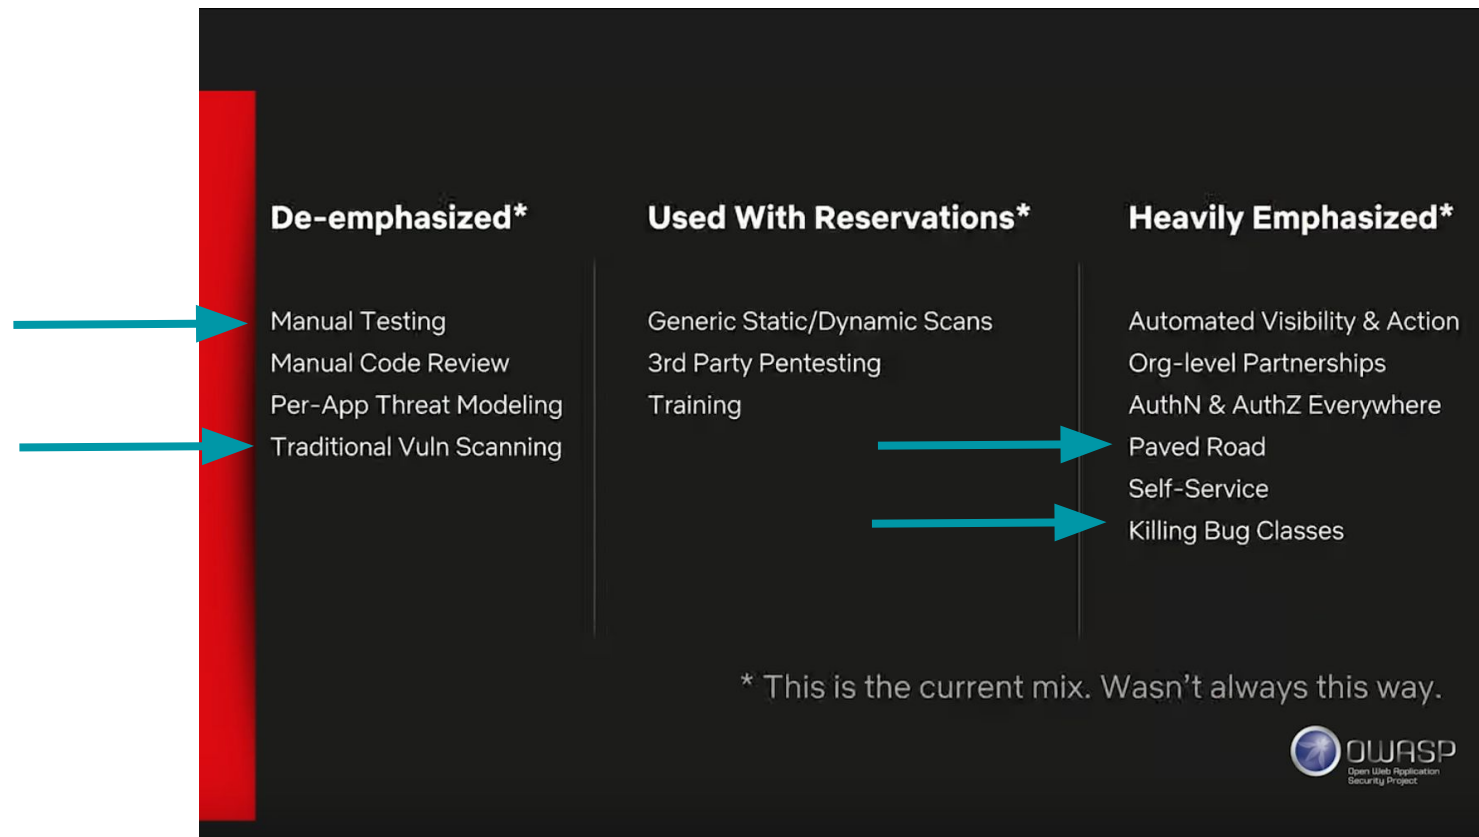 De-emphasized*
Manual Testing
Manual Code Review
Per-App Threat Modeling
Traditional Vuln Scanning
Used With Reservations*
Generic Static/Dynamic Scans
3rd Party Pentesting
Training
Heavily Emphasized*
Automated Visibility & Action
Org-level Partnerships
AuthN & AuthZ Everywhere
Paved Road
Self-Service
Killing Bug Classes
* This is the current mix. Wasn't always this way.
OWASP
Open Web Application
Security Project